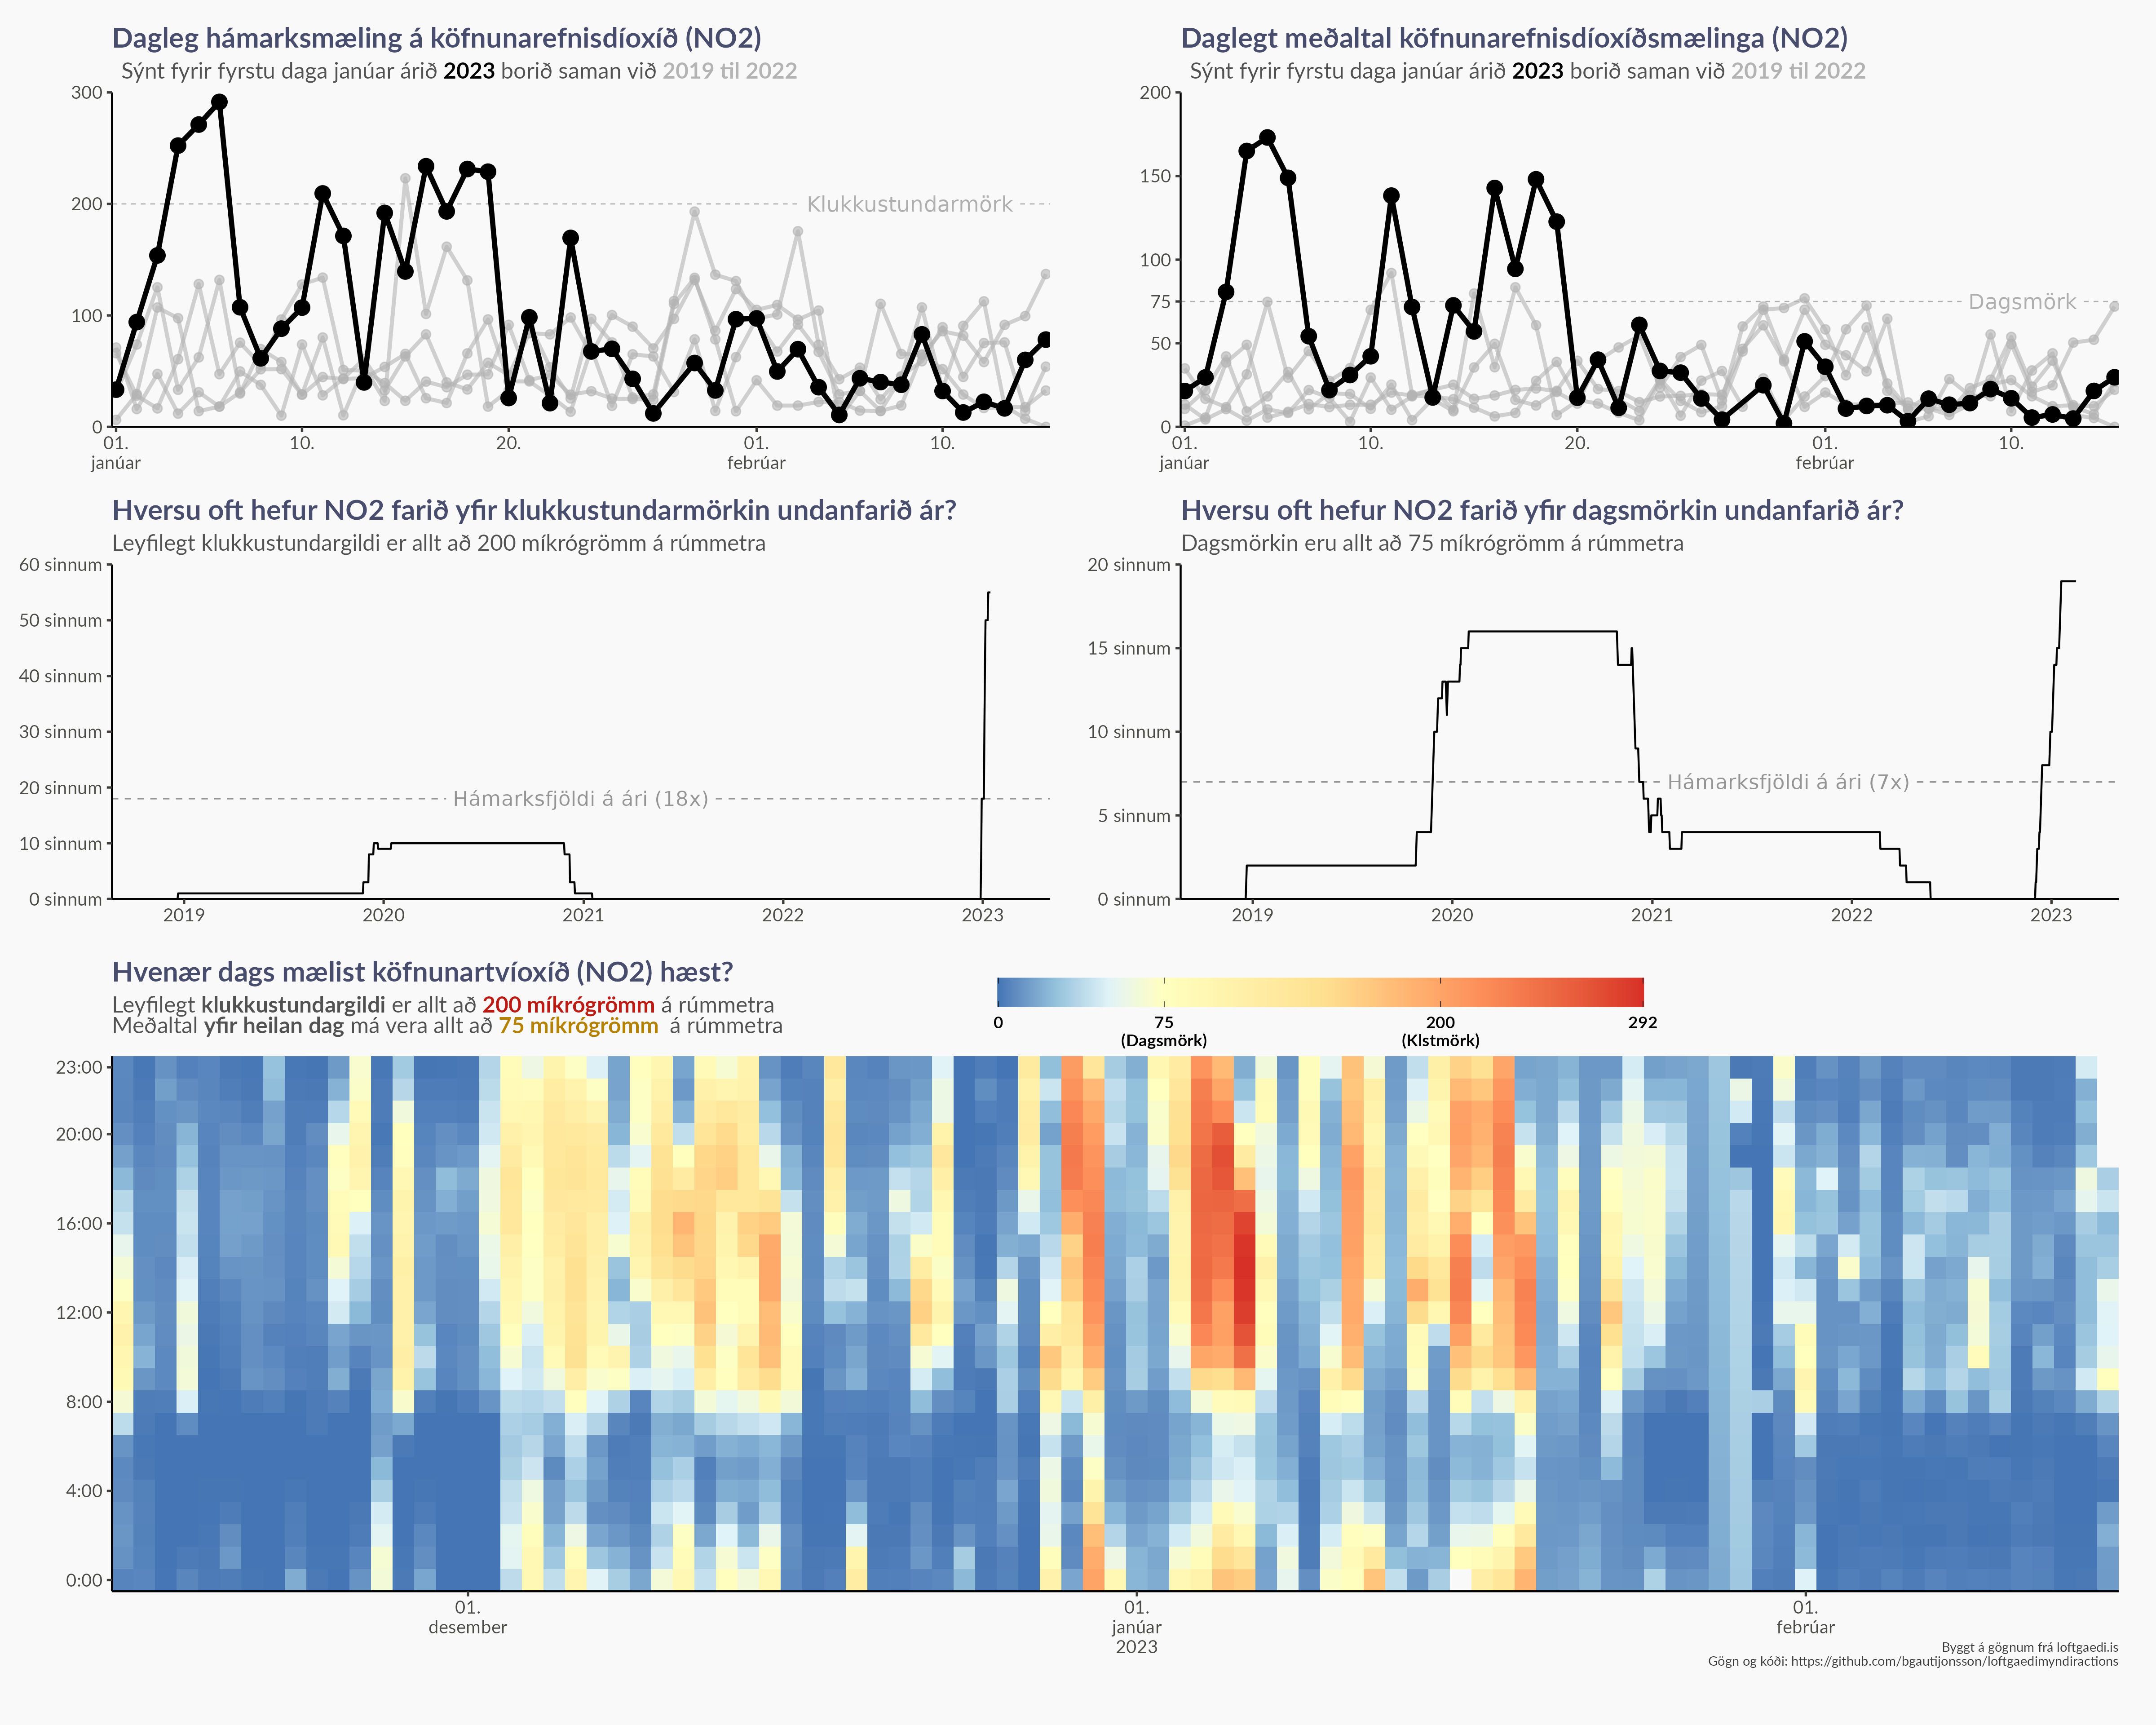 Dagleg hámarksmæling á köfnunarefnisdíoxíð (NO2)
Sýnt fyrir fyrstu daga janúar árið 2023 borið saman við 2019 til 2022
300
200
100
0
Klukkustundarmörk
01.
janúar
10.
20.
01.
febrúar
10.
Daglegt meðaltal köfnunarefnisdíoxíðsmælinga (NO2)
Sýnt fyrir fyrstu daga janúar árið 2023 borið saman við 2019 til 2022
200
150
100
75
50
0
Dagsmörk
01.
janúar
10.
20.
01.
febrúar
10.
Hversu oft hefur NO2 farið yfir klukkustundarmörkin undanfarið ár?
Leyfilegt klukkustundargildi er allt að 200 míkrógrömm á rúmmetra
60 sinnum
50 sinnum
40 sinnum
30 sinnum
20 sinnum
10 sinnum
0 sinnum
Hámarksfjöldi á ári (18x)
2019
2020
2021
2022
2023
Hversu oft hefur NO2 farið yfir dagsmörkin undanfarið ár?
Dagsmörkin eru allt að 75 míkrógrömm á rúmmetra
20 sinnum
15 sinnum
10 sinnum
5 sinnum
0 sinnum
Hámarksfjöldi á ári (7x)
2019
2020
2021
2022
2023
Hvenær dags mælist köfnunartvíoxíð (NO2) hæst?
Leyfilegt klukkustundargildi er allt að 200 míkrógrömm á rúmmetra
Meðaltal yfir heilan dag má vera allt að 75 míkrógrömm á rúmmetra
0
75
(Dagsmörk)
200
(Klstmörk)
292
23:00
20:00
16:00
12:00
8:00
4:00
0:00
01.
desember
01.
janúar
2023
01.
febrúar
Byggt á gögnum frá loftgaedi.is
Gögn og kóði: https://github.com/bgautijonsson/loftgaedimyndiractions